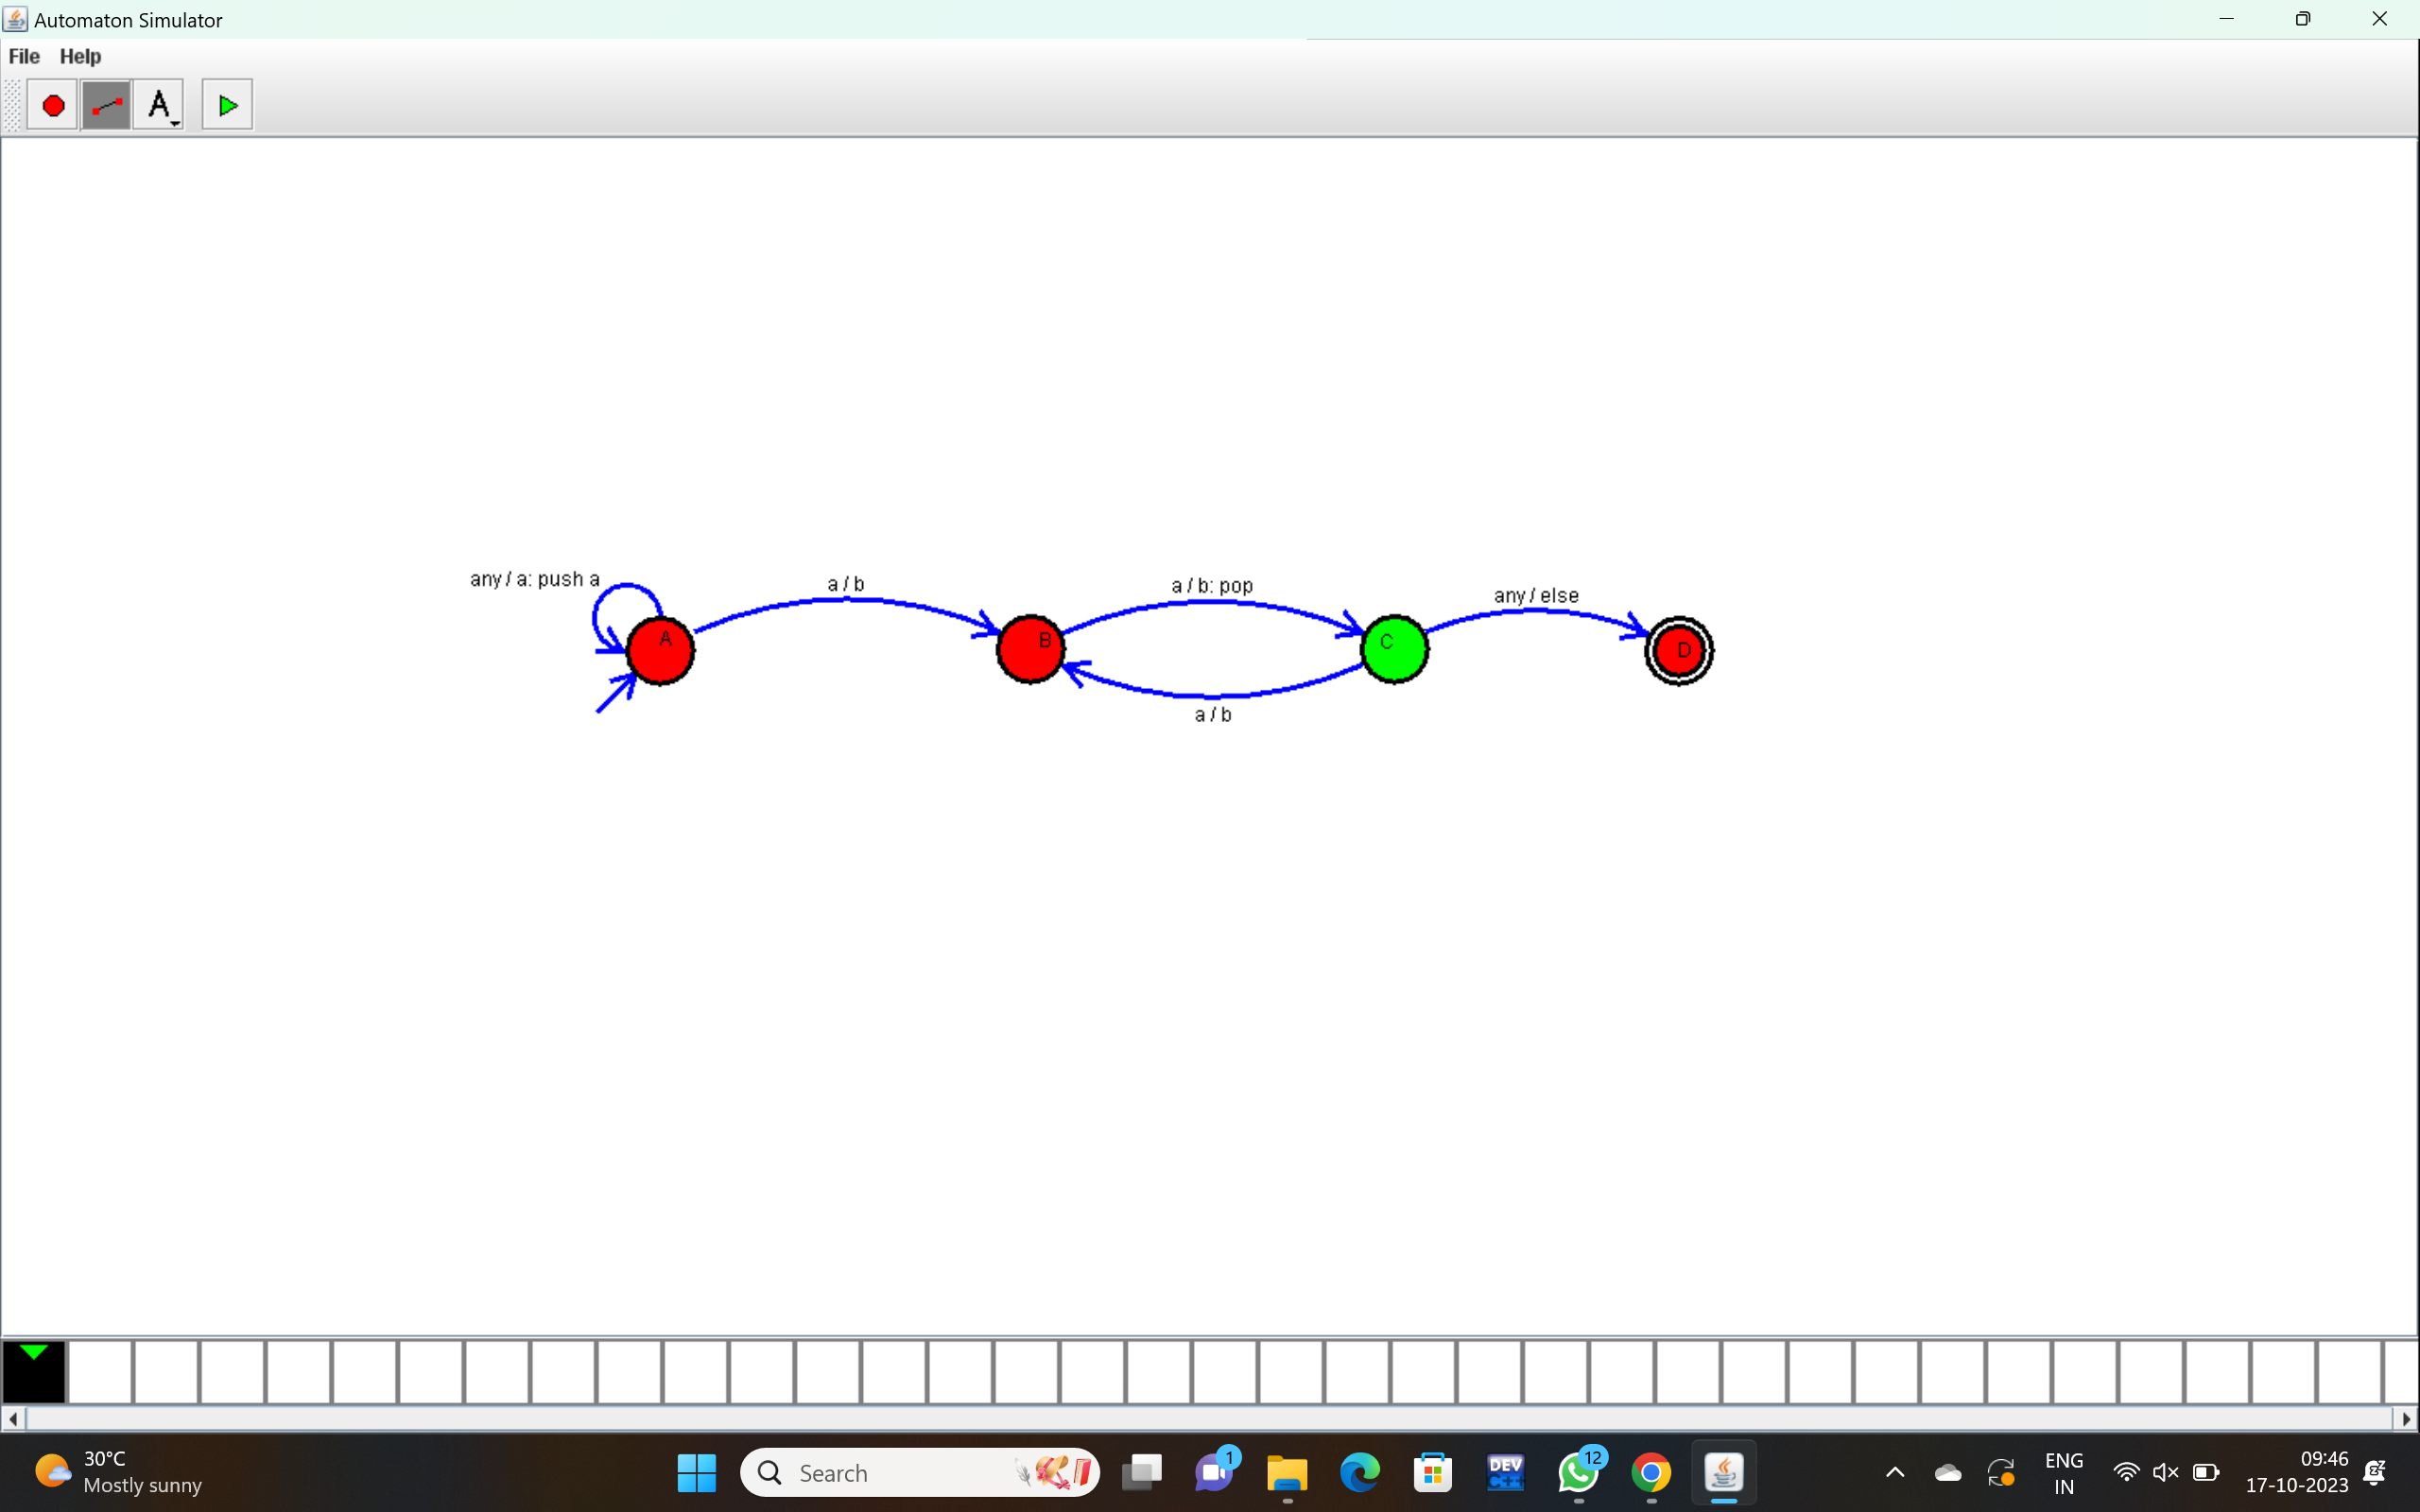 Automaton Simulator
File Help
A
any / a: push a
a / b
a / b: pop
any / else
A
B
C
D
a / b
30°C
Mostly sunny
Search
1
DEV
C++
12
ENG
IN
09:46
17-10-2023